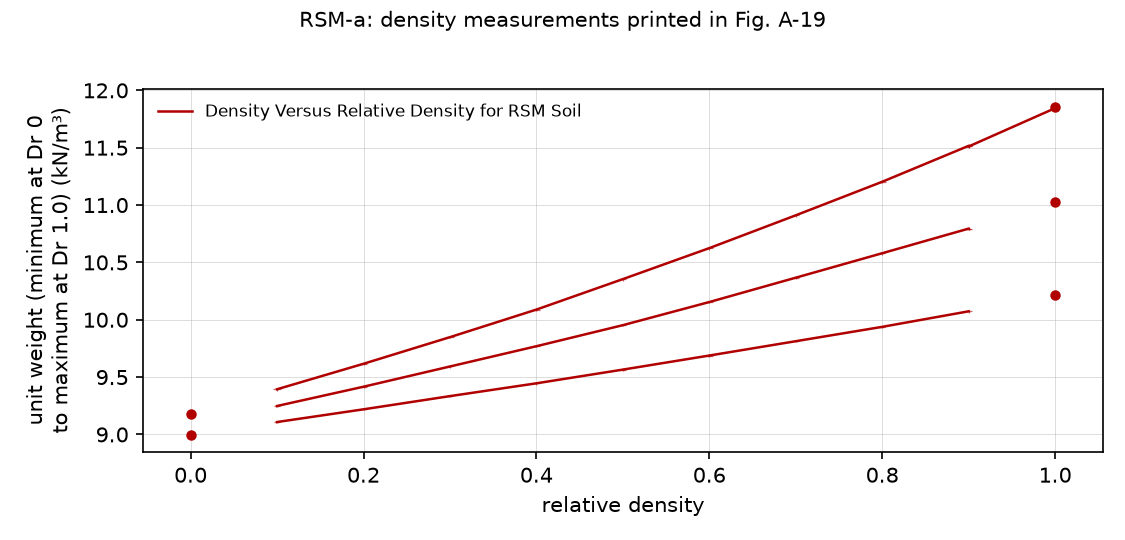 RSM-a: density measurements printed in Fig. A-19
12.0
11.5
11.0
10.5
10.0
9.5
9.0
unit weight (minimum at Dr 0
to maximum at Dr 1.0) (kN/m³)
Density Versus Relative Density for RSM Soil
0.0 0.2 0.4 0.6 0.8 1.0
relative density